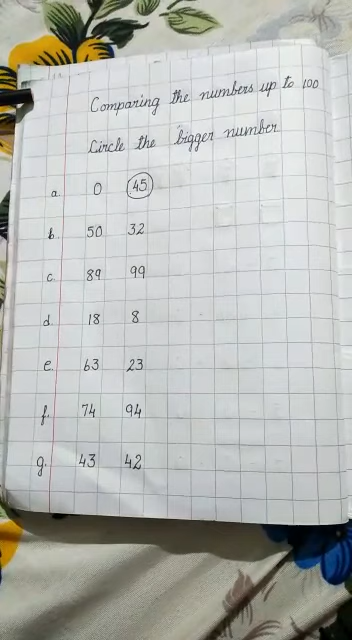 Comparing the numbers up to 100
Circle the bigger number
a. 0 45
b. 50 32
c. 89 99
d. 18 8
e. 63 23
f. 74 94
g. 43 42